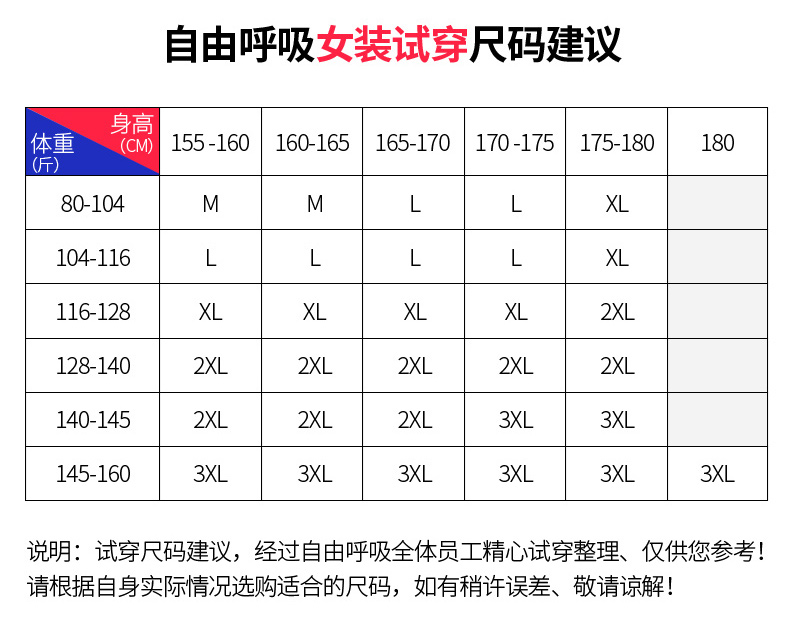 自由呼吸女装试穿尺码建议
身高 (CM) 体重 (斤) 155 -160 160-165 165-170 170 -175 175-180 180
80-104 M M L L XL
104-116 L L L L XL
116-128 XL XL XL XL 2XL
128-140 2XL 2XL 2XL 2XL 2XL
140-145 2XL 2XL 2XL 3XL 3XL
145-160 3XL 3XL 3XL 3XL 3XL 3XL
说明：试穿尺码建议，经过自由呼吸全体员工精心试穿整理、仅供您参考！
请根据自身实际情况选购适合的尺码，如有稍许误差、敬请谅解！